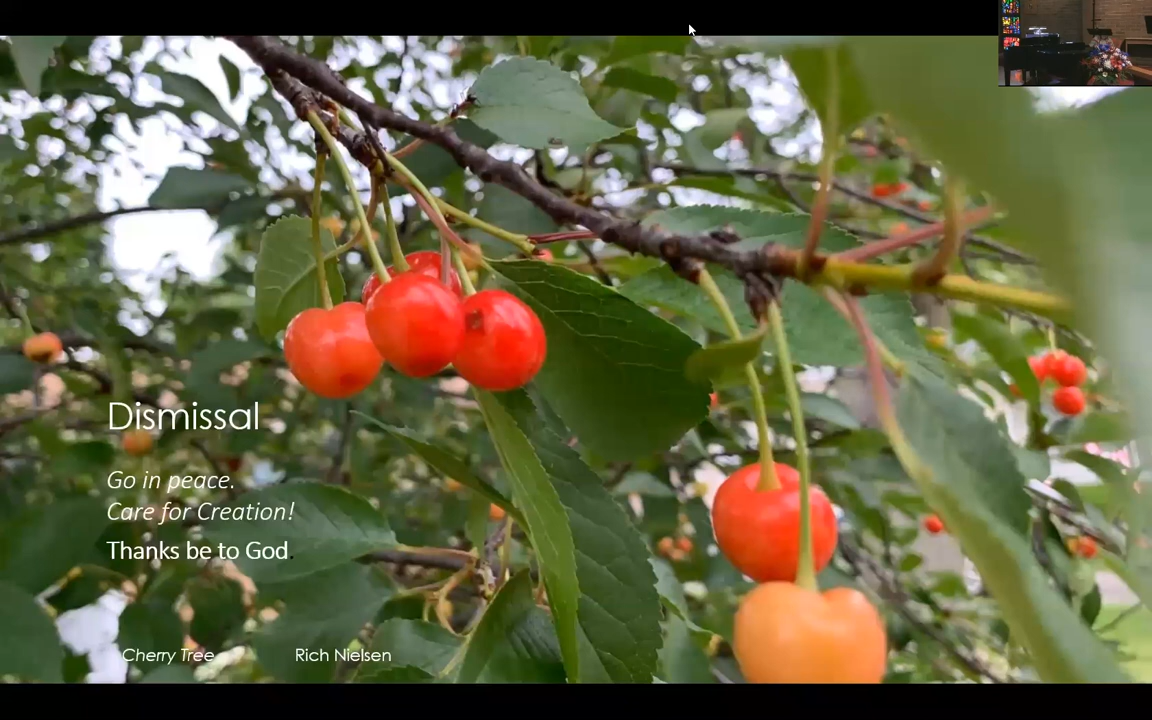 Dismissal
Go in peace.
Care for Creation!
Thanks be to God
Cherry Tree Rich Nielsen